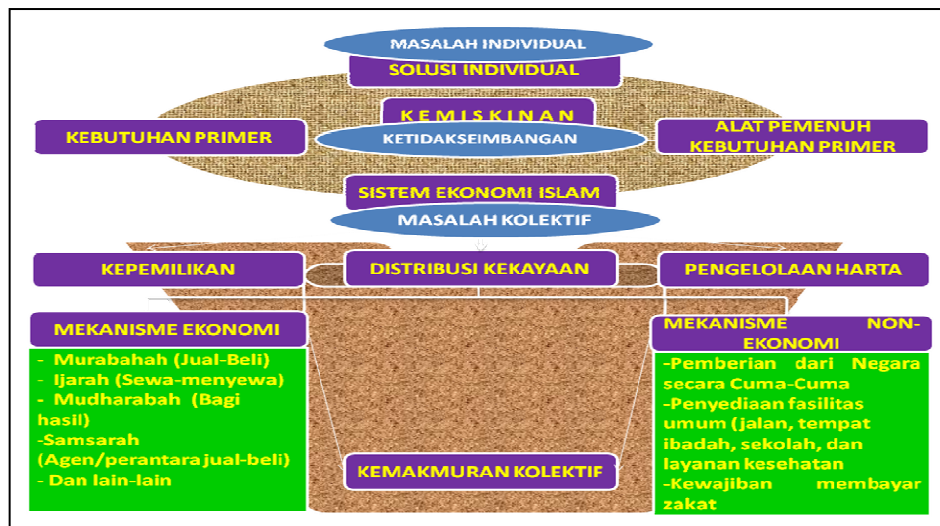 MASALAH INDIVIDUAL
SOLUSI INDIVIDUAL
K E M I S K I N A N
KEBUTUHAN PRIMER
KETIDAKSEIMBANGAN
ALAT PEMENUH
KEBUTUHAN PRIMER
SISTEM EKONOMI ISLAM
MASALAH KOLEKTIF
KEPEMILIKAN
DISTRIBUSI KEKAYAAN
PENGELOLAAN HARTA
MEKANISME EKONOMI
- Murabahah (Jual-Beli)
- Ijarah (Sewa-menyewa)
- Mudharabah (Bagi
hasil)
-Samsarah
(Agen/perantara jual-beli)
- Dan lain-lain
MEKANISME NON-
EKONOMI
-Pemberian dari Negara
secara Cuma-Cuma
-Penyediaan fasilitas
umum (jalan, tempat
ibadah, sekolah, dan
layanan kesehatan
-Kewajiban membayar
zakat
KEMAKMURAN KOLEKTIF